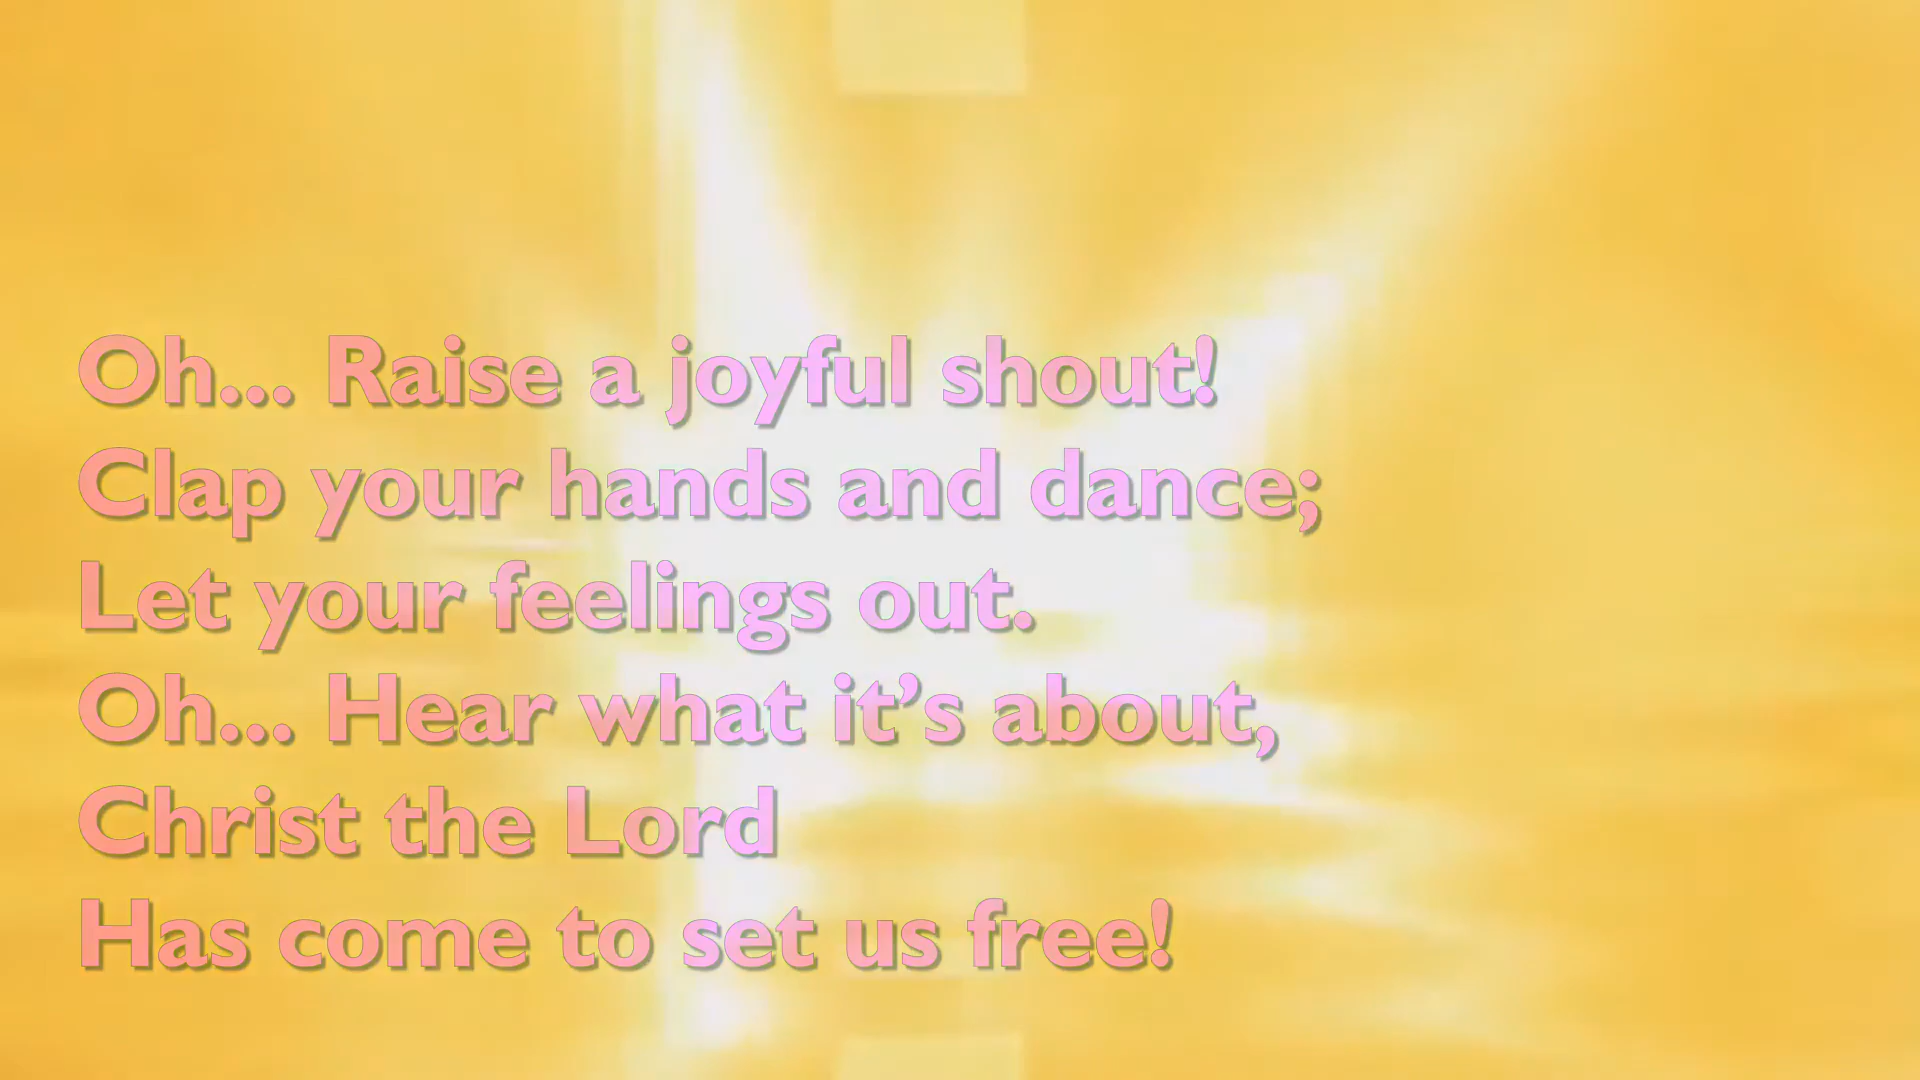 Oh... Raise a joyful shout!
Clap your hands and dance;
Let your feelings out.
Oh... Hear what it’s about,
Christ the Lord
Has come to set us free!